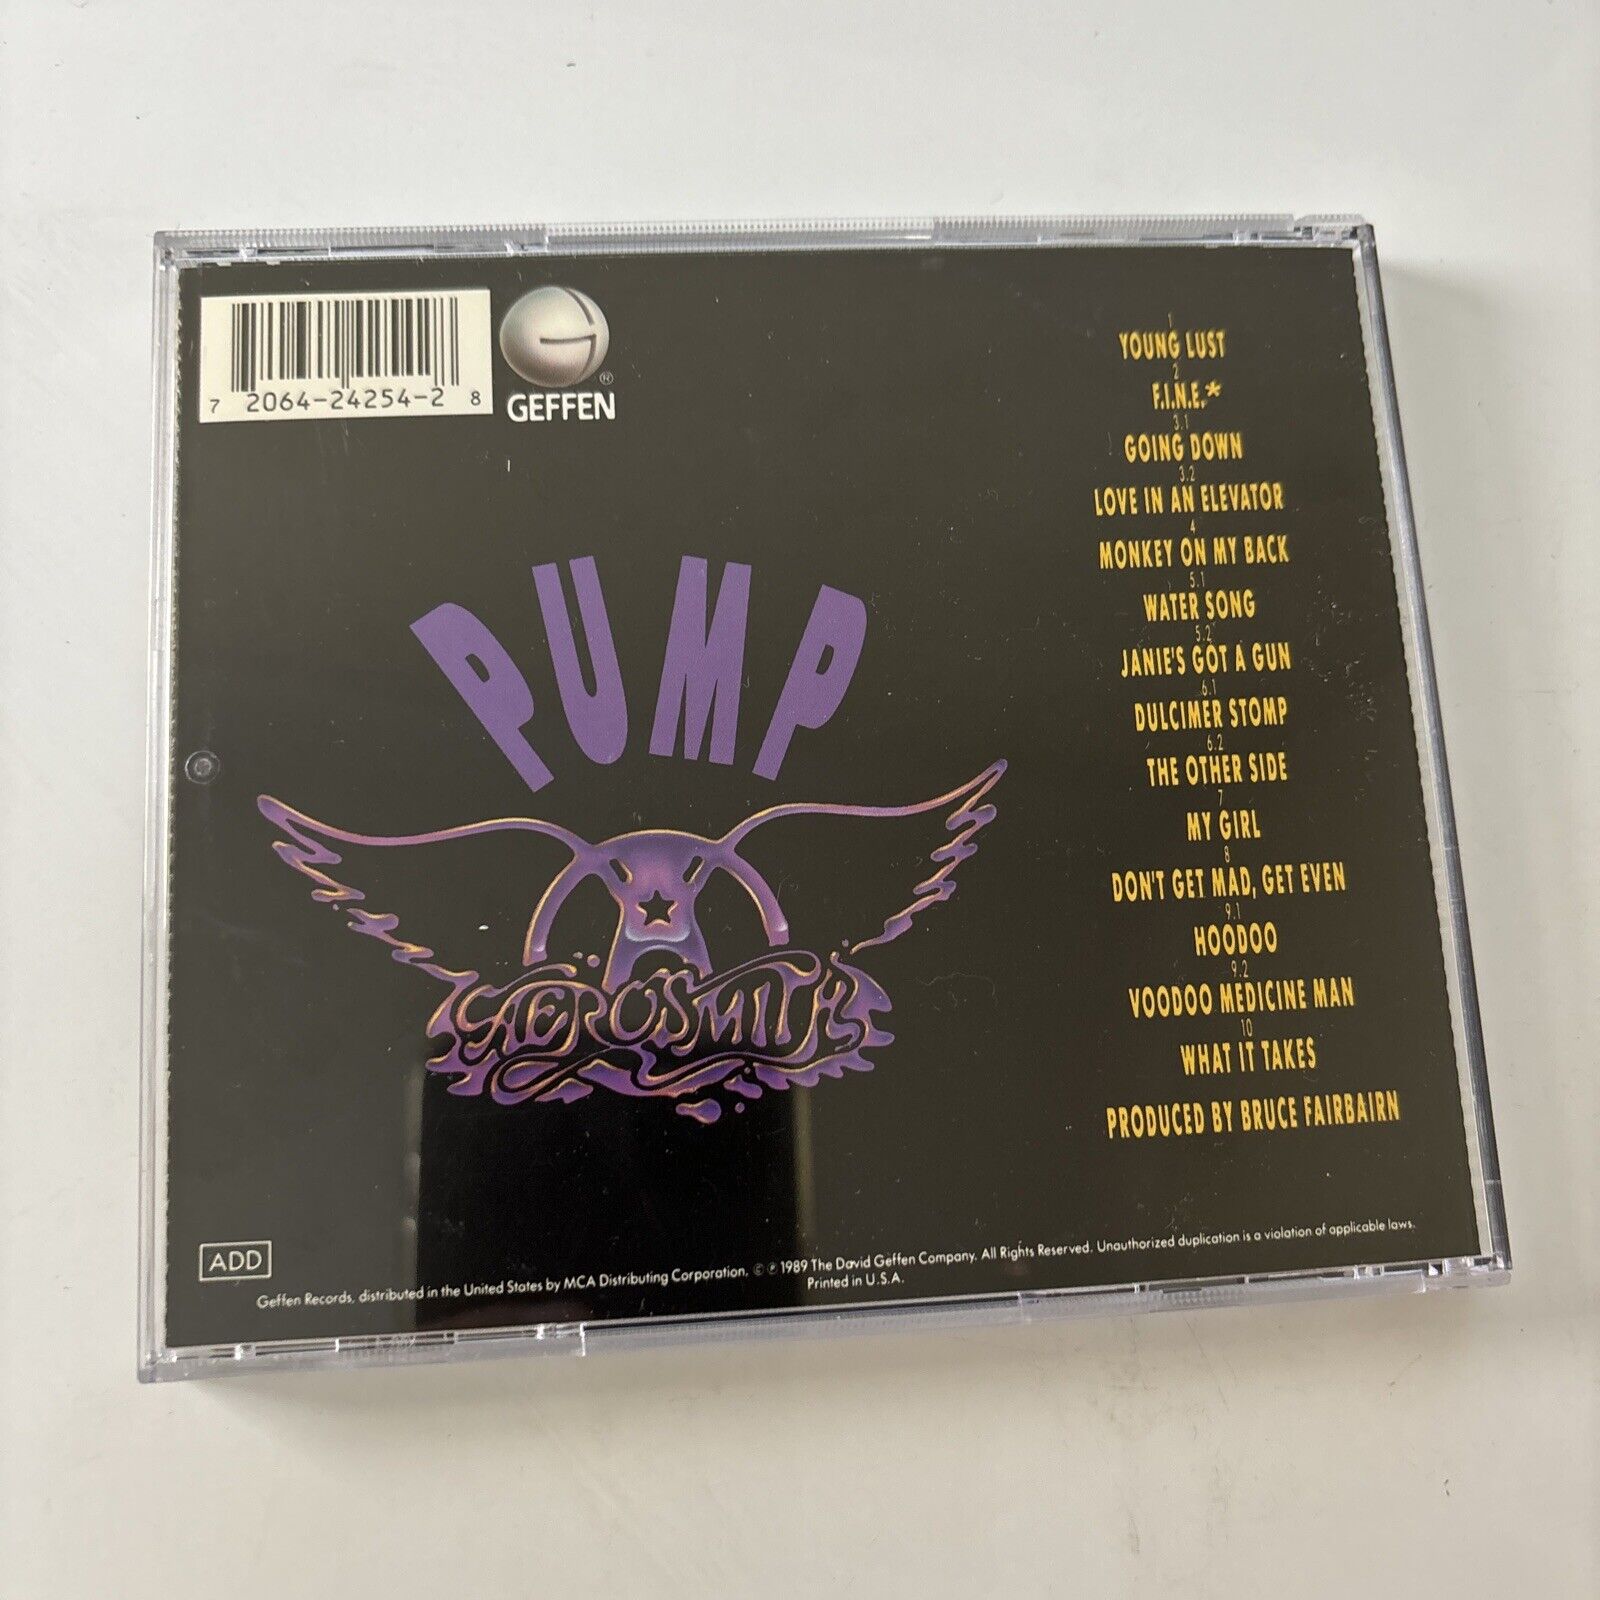 7 2064-24254-2 8
GEFFEN®
PUMP
AEROSMITH
1
YOUNG LUST
2
F.I.N.E.*
3.1
GOING DOWN
3.2
LOVE IN AN ELEVATOR
4
MONKEY ON MY BACK
5.1
WATER SONG
5.2
JANIE'S GOT A GUN
6.1
DULCIMER STOMP
6.2
THE OTHER SIDE
7
MY GIRL
8
DON'T GET MAD, GET EVEN
9.1
HOODOO
9.2
VOODOO MEDICINE MAN
10
WHAT IT TAKES
PRODUCED BY BRUCE FAIRBAIRN
ADD
Geffen Records, distributed in the United States by MCA Distributing Corporation. © ℗ 1989 The David Geffen Company. All Rights Reserved. Unauthorized duplication is a violation of applicable laws.
Printed in U.S.A.